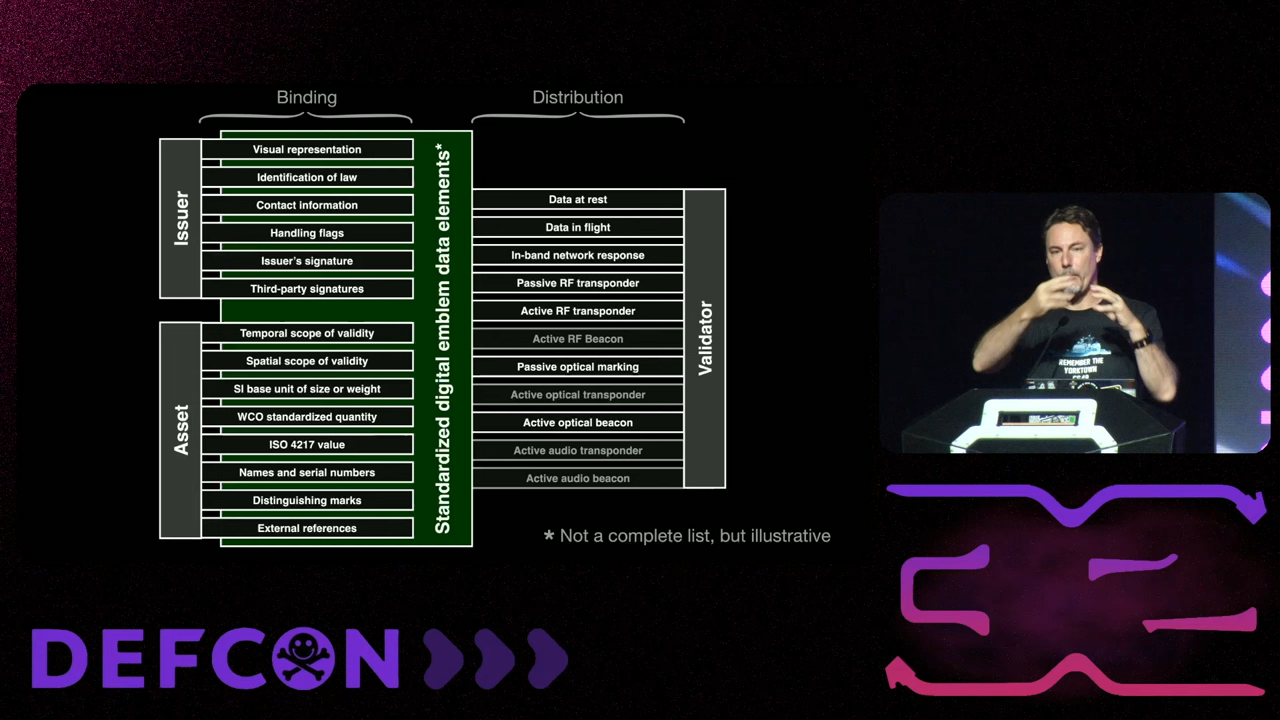 Binding
Distribution
Issuer
Visual representation
Identification of law
Contact information
Handling flags
Issuer's signature
Third-party signatures
Asset
Temporal scope of validity
Spatial scope of validity
SI base unit of size or weight
WCO standardized quantity
ISO 4217 value
Names and serial numbers
Distinguishing marks
External references
Standardized digital emblem data elements*
Data at rest
Data in flight
In-band network response
Passive RF transponder
Active RF transponder
Active RF Beacon
Passive optical marking
Active optical transponder
Active optical beacon
Active audio transponder
Active audio beacon
Validator
* Not a complete list, but illustrative
REMEMBER THE
YORKTOWN
DEFCON